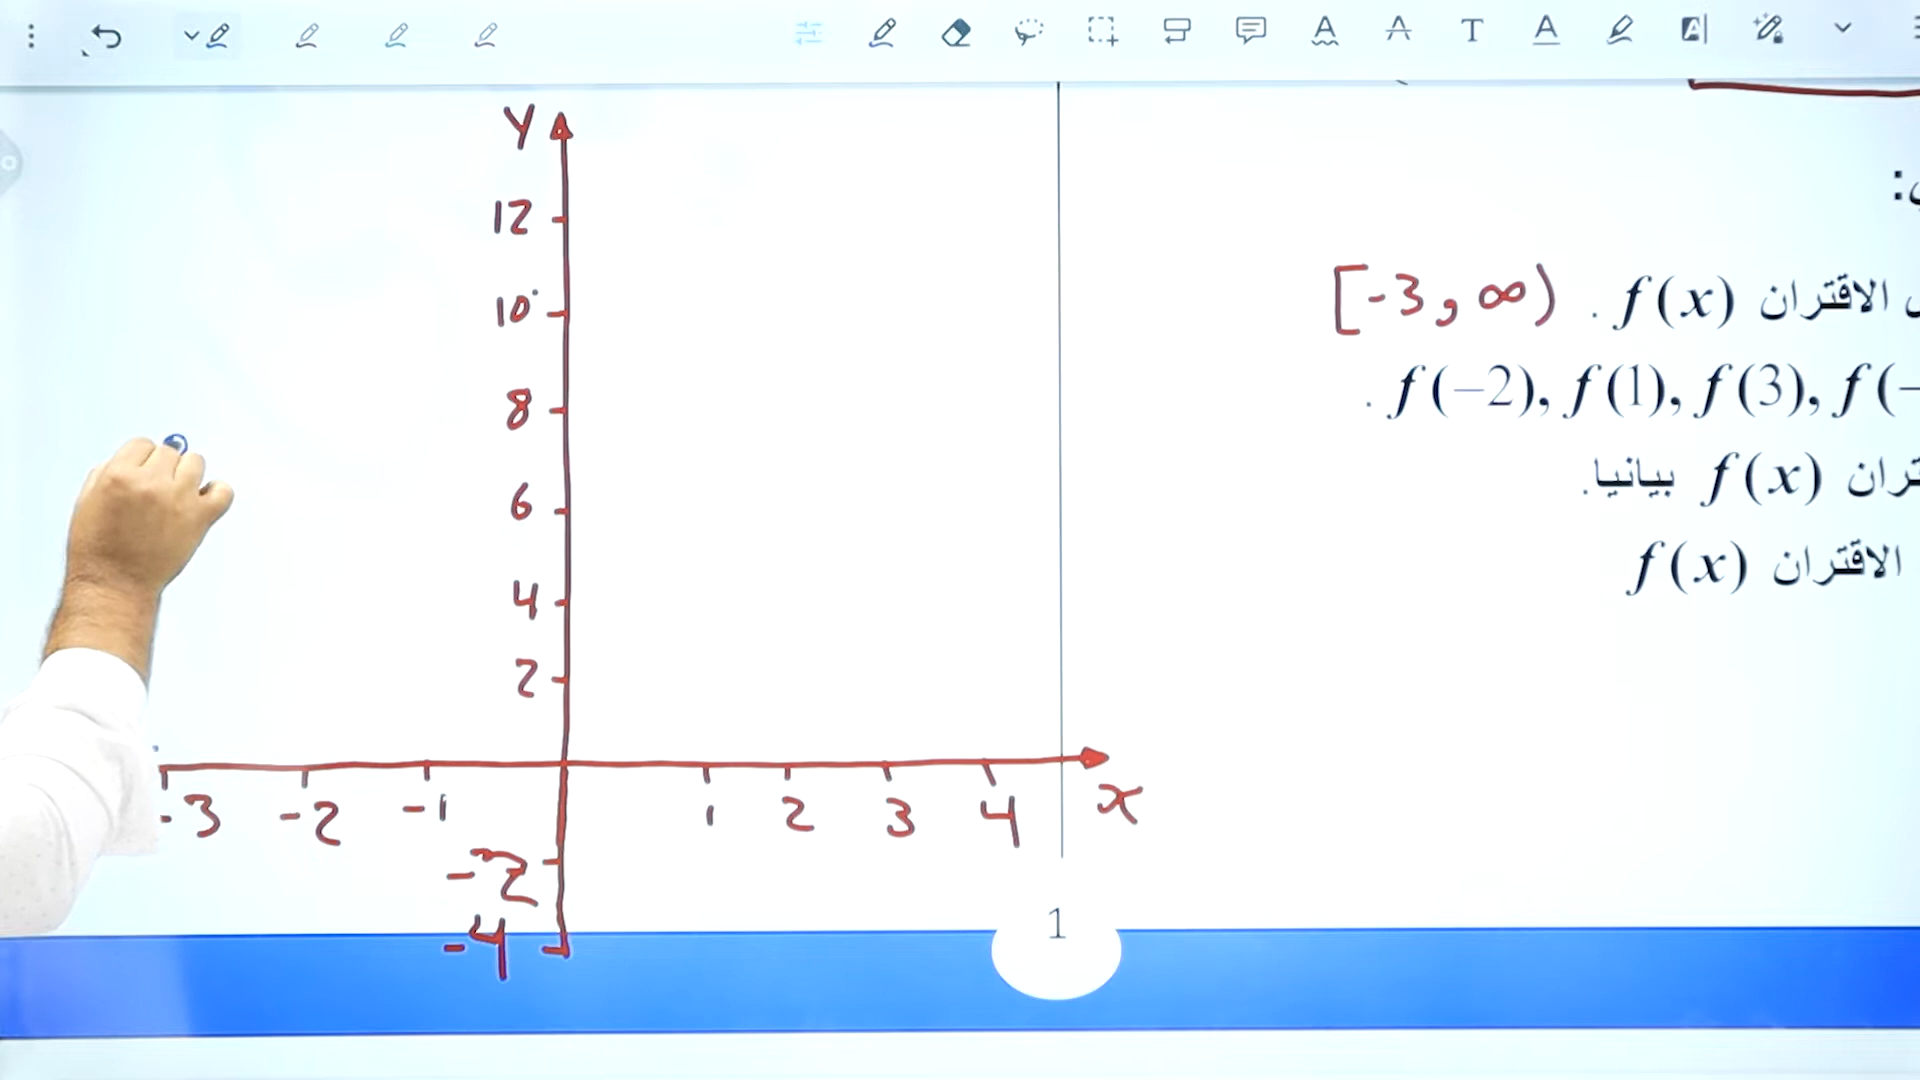 Y
12
10
8
6
4
2
-3 -2 -1 1 2 3 4 x
-2
-4
الاقتران f(x) . [-3, ∞)
f(−2), f(1), f(3), f(−
f(x) بيانيا.
الاقتران f(x)
1